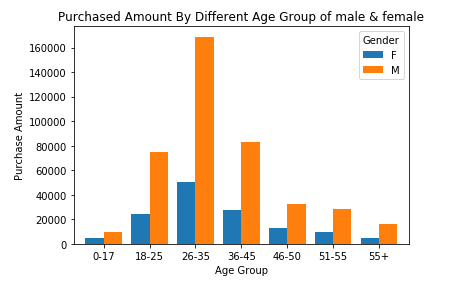 Purchased Amount By Different Age Group of male & female
Gender
F
M
160000
140000
120000
100000
80000
60000
40000
20000
0
Purchase Amount
0-17 18-25 26-35 36-45 46-50 51-55 55+
Age Group